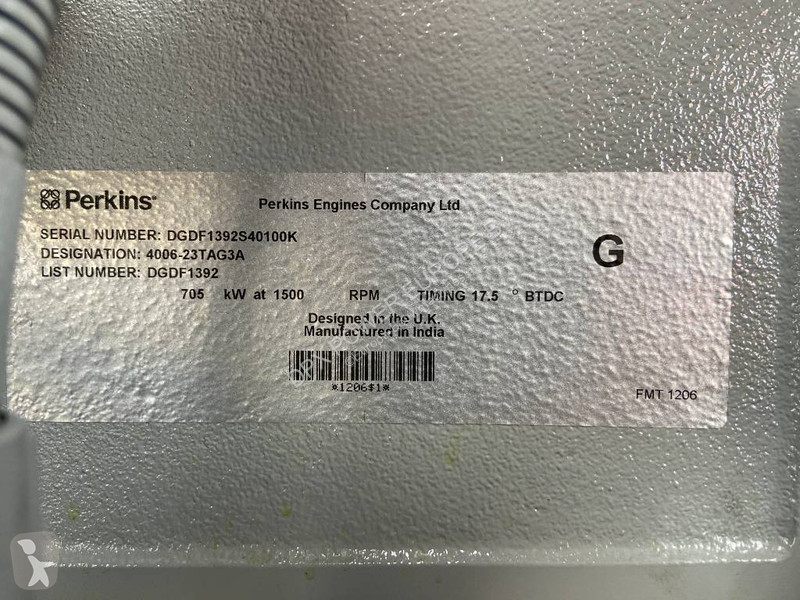 Perkins
Perkins Engines Company Ltd
SERIAL NUMBER: DGDF1392S40100K
DESIGNATION: 4006-23TAG3A
LIST NUMBER: DGDF1392
G
705 kW at 1500 RPM TIMING 17.5 ° BTDC
Designed in the U.K.
Manufactured in India
*1206$1*
FMT 1206